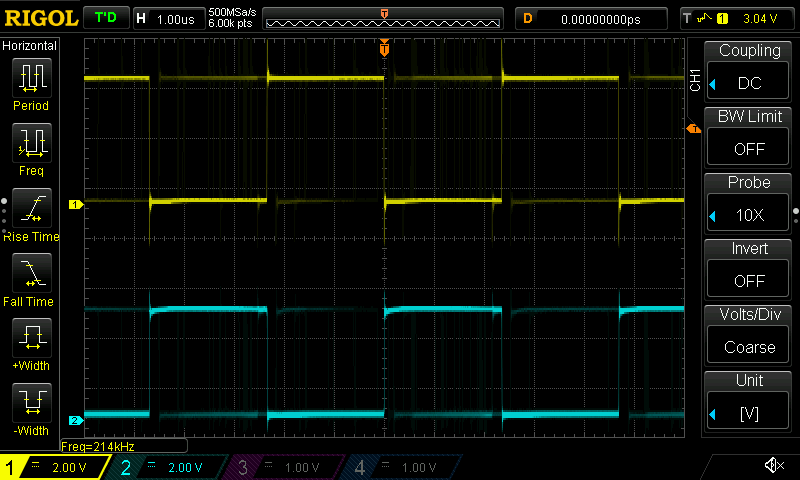 RIGOL T'D H 1.00us 500MSa/s 6.00k pts T D 0.00000000ps T 1 3.04 V
Horizontal
Period
Freq
Rise Time
Fall Time
+Width
-Width
T
1
2
T
CH1
Coupling
DC
BW Limit
OFF
Probe
10X
Invert
OFF
Volts/Div
Coarse
Unit
[V]
Freq=214kHz
1 = 2.00 V 2 = 2.00 V 3 = 1.00 V 4 = 1.00 V